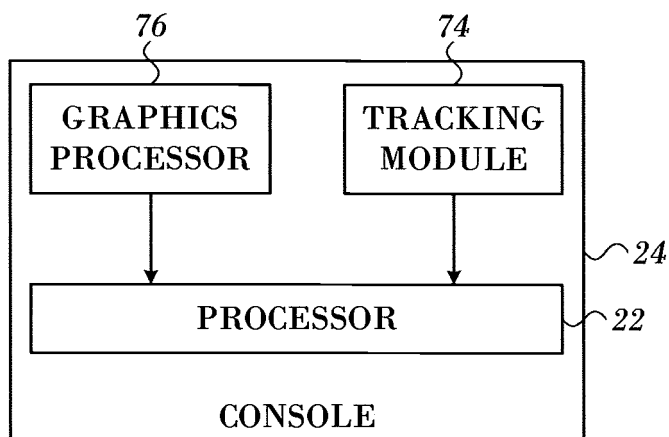 76
74
GRAPHICS
PROCESSOR
TRACKING
MODULE
24
PROCESSOR
22
CONSOLE